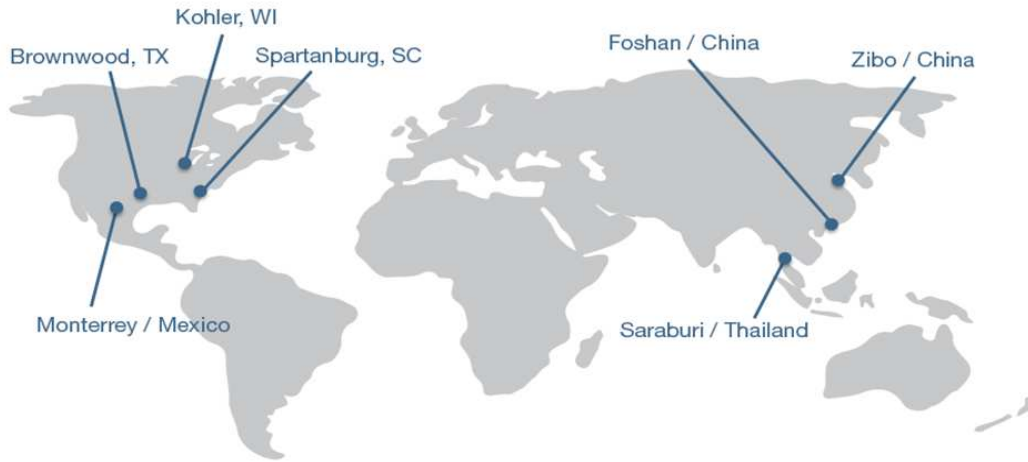 Kohler, WI
Brownwood, TX
Spartanburg, SC
Foshan / China
Zibo / China
Monterrey / Mexico
Saraburi / Thailand